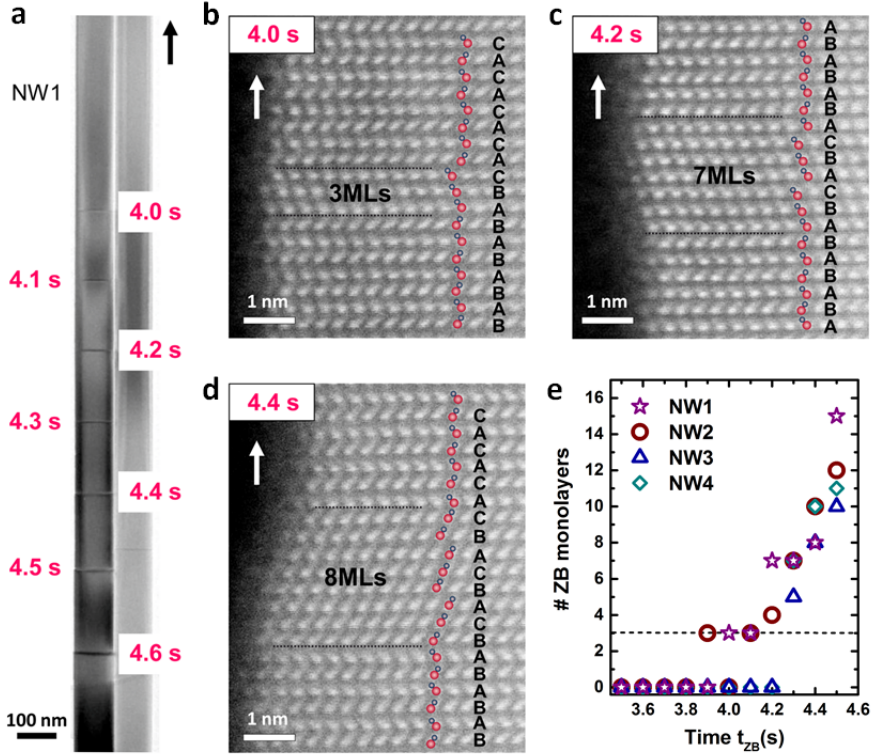 a
NW1
4.0 s
4.1 s
4.2 s
4.3 s
4.4 s
4.5 s
4.6 s
100 nm
b
4.0 s
C
A
C
A
C
A
C
A
C
B
A
B
A
B
A
B
A
B
3MLs
1 nm
c
4.2 s
A
B
A
B
A
B
A
C
B
A
C
B
A
B
A
B
A
B
A
7MLs
1 nm
d
4.4 s
C
A
C
A
C
A
C
B
A
C
B
A
C
B
A
B
A
B
A
B
8MLs
1 nm
e
NW1
NW2
NW3
NW4
# ZB monolayers
16
14
12
10
8
6
4
2
0
3.6 3.8 4.0 4.2 4.4 4.6
Time tZB(s)